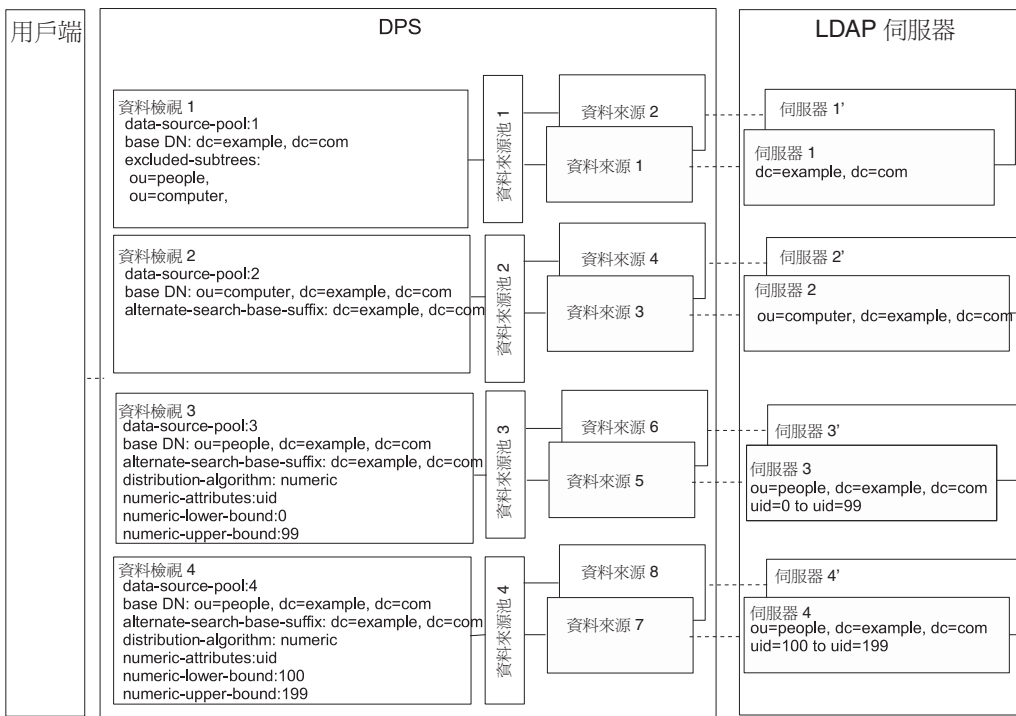 用戶端
DPS
LDAP 伺服器
資料檢視 1
data-source-pool:1
base DN: dc=example, dc=com
excluded-subtrees:
ou=people,
ou=computer,
資料來源池 1
資料來源 2
資料來源 1
伺服器 1'
伺服器 1
dc=example, dc=com
資料檢視 2
data-source-pool:2
base DN: ou=computer, dc=example, dc=com
alternate-search-base-suffix: dc=example, dc=com
資料來源池 2
資料來源 4
資料來源 3
伺服器 2'
伺服器 2
ou=computer, dc=example, dc=com
資料檢視 3
data-source-pool:3
base DN: ou=people, dc=example, dc=com
alternate-search-base-suffix: dc=example, dc=com
distribution-algorithm: numeric
numeric-attributes:uid
numeric-lower-bound:0
numeric-upper-bound:99
資料來源池 3
資料來源 6
資料來源 5
伺服器 3'
伺服器 3
ou=people, dc=example, dc=com
uid=0 to uid=99
資料檢視 4
data-source-pool:4
base DN: ou=people, dc=example, dc=com
alternate-search-base-suffix: dc=example, dc=com
distribution-algorithm: numeric
numeric-attributes:uid
numeric-lower-bound:100
numeric-upper-bound:199
資料來源池 4
資料來源 8
資料來源 7
伺服器 4'
伺服器 4
ou=people, dc=example, dc=com
uid=100 to uid=199